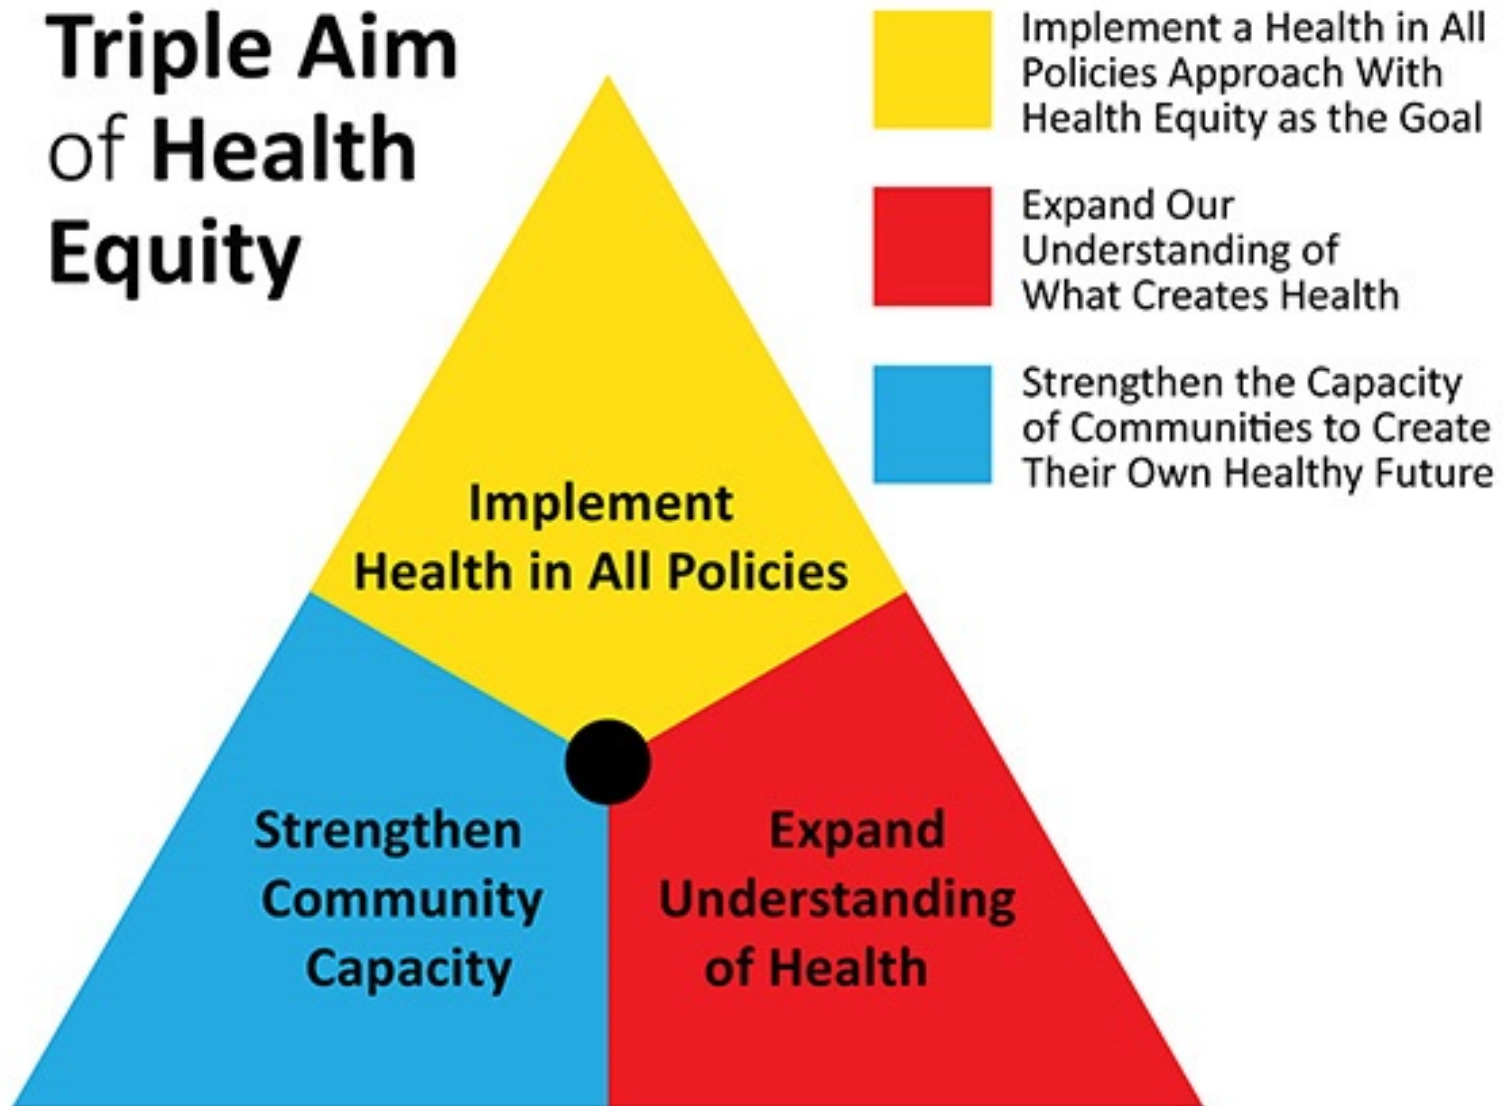 Triple Aim
of Health
Equity
Implement a Health in All
Policies Approach With
Health Equity as the Goal
Expand Our
Understanding of
What Creates Health
Strengthen the Capacity
of Communities to Create
Their Own Healthy Future
Implement
Health in All Policies
Strengthen
Community
Capacity
Expand
Understanding
of Health